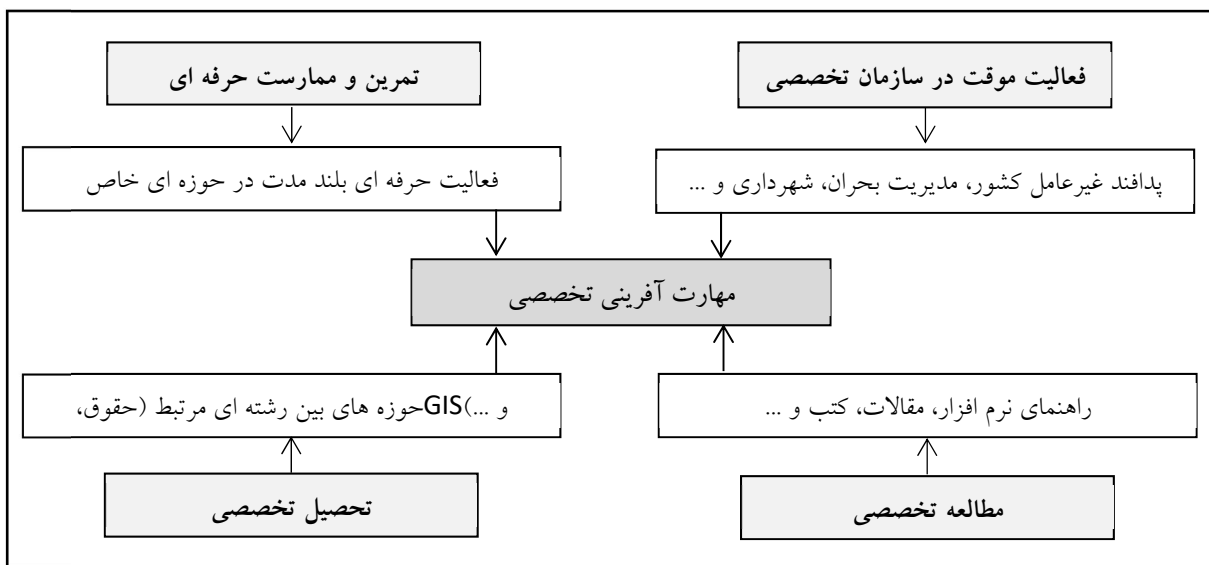 فعالیت موقت در سازمان تخصصی
تمرین و ممارست حرفه ای
پدافند غیرعامل کشور، مدیریت بحران، شهرداری و ...
فعالیت حرفه ای بلند مدت در حوزه ای خاص
مهارت آفرینی تخصصی
راهنمای نرم افزار، مقالات، کتب و ...
حوزه های بین رشته ای مرتبط (حقوق، GIS و ...)
مطالعه تخصصی
تحصیل تخصصی